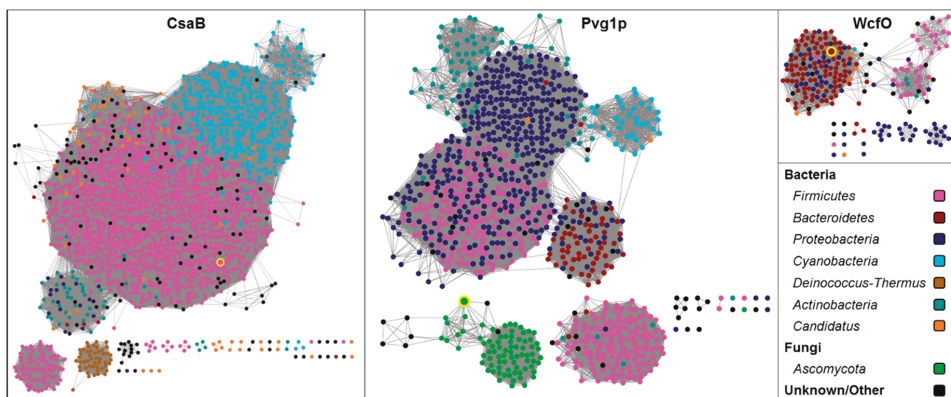 CsaB
Pvg1p
WcfO
Bacteria
Firmicutes
Bacteroidetes
Proteobacteria
Cyanobacteria
Deinococcus-Thermus
Actinobacteria
Candidatus
Fungi
Ascomycota
Unknown/Other